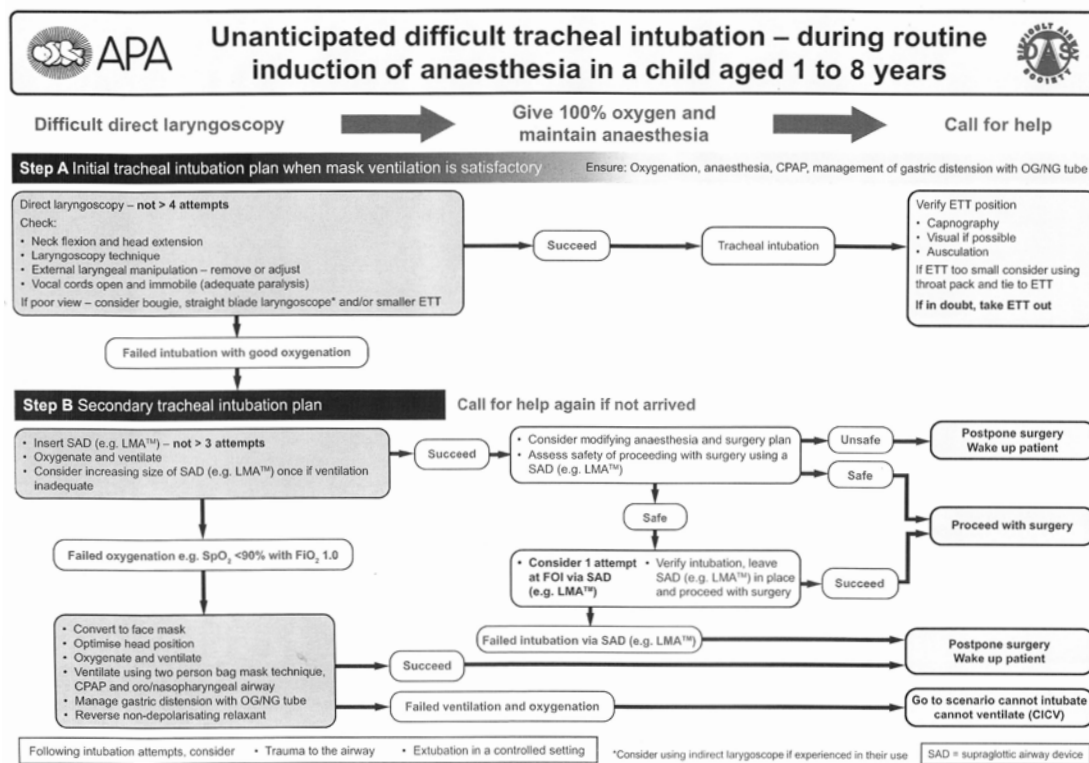 APA
Unanticipated difficult tracheal intubation – during routine
induction of anaesthesia in a child aged 1 to 8 years
DIFFICULT AIRWAY SOCIETY
DAS
Difficult direct laryngoscopy
Give 100% oxygen and
maintain anaesthesia
Call for help
Step A Initial tracheal intubation plan when mask ventilation is satisfactory
Ensure: Oxygenation, anaesthesia, CPAP, management of gastric distension with OG/NG tube
Direct laryngoscopy – not > 4 attempts
Check:
• Neck flexion and head extension
• Laryngoscopy technique
• External laryngeal manipulation – remove or adjust
• Vocal cords open and immobile (adequate paralysis)
If poor view – consider bougie, straight blade laryngoscope* and/or smaller ETT
Succeed
Tracheal intubation
Verify ETT position
• Capnography
• Visual if possible
• Ausculation
If ETT too small consider using
throat pack and tie to ETT
If in doubt, take ETT out
Failed intubation with good oxygenation
Step B Secondary tracheal intubation plan
Call for help again if not arrived
• Insert SAD (e.g. LMA™) – not > 3 attempts
• Oxygenate and ventilate
• Consider increasing size of SAD (e.g. LMA™) once if ventilation
inadequate
Succeed
• Consider modifying anaesthesia and surgery plan
• Assess safety of proceeding with surgery using a
SAD (e.g. LMA™)
Unsafe
Postpone surgery
Wake up patient
Safe
Proceed with surgery
Safe
Failed oxygenation e.g. SpO₂ <90% with FiO₂ 1.0
• Consider 1 attempt
at FOI via SAD
(e.g. LMA™)
• Verify intubation, leave
SAD (e.g. LMA™) in place
and proceed with surgery
Succeed
Failed intubation via SAD (e.g. LMA™)
Postpone surgery
Wake up patient
• Convert to face mask
• Optimise head position
• Oxygenate and ventilate
• Ventilate using two person bag mask technique,
CPAP and oro/nasopharyngeal airway
• Manage gastric distension with OG/NG tube
• Reverse non-depolarising relaxant
Succeed
Failed ventilation and oxygenation
Go to scenario cannot intubate
cannot ventilate (CICV)
Following intubation attempts, consider • Trauma to the airway • Extubation in a controlled setting
*Consider using indirect larygoscope if experienced in their use
SAD = supraglottic airway device